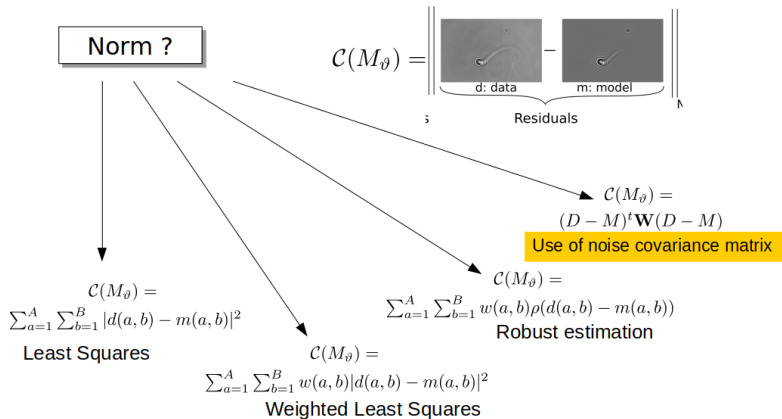 Norm ?
C(M_ϑ) = || − ||
d: data
m: model
s
Residuals
C(M_ϑ) =
(D − M)^t W(D − M)
Use of noise covariance matrix
C(M_ϑ) =
∑_{a=1}^A ∑_{b=1}^B w(a, b)ρ(d(a, b) − m(a, b))
Robust estimation
C(M_ϑ) =
∑_{a=1}^A ∑_{b=1}^B |d(a, b) − m(a, b)|^2
Least Squares
C(M_ϑ) =
∑_{a=1}^A ∑_{b=1}^B w(a, b)|d(a, b) − m(a, b)|^2
Weighted Least Squares